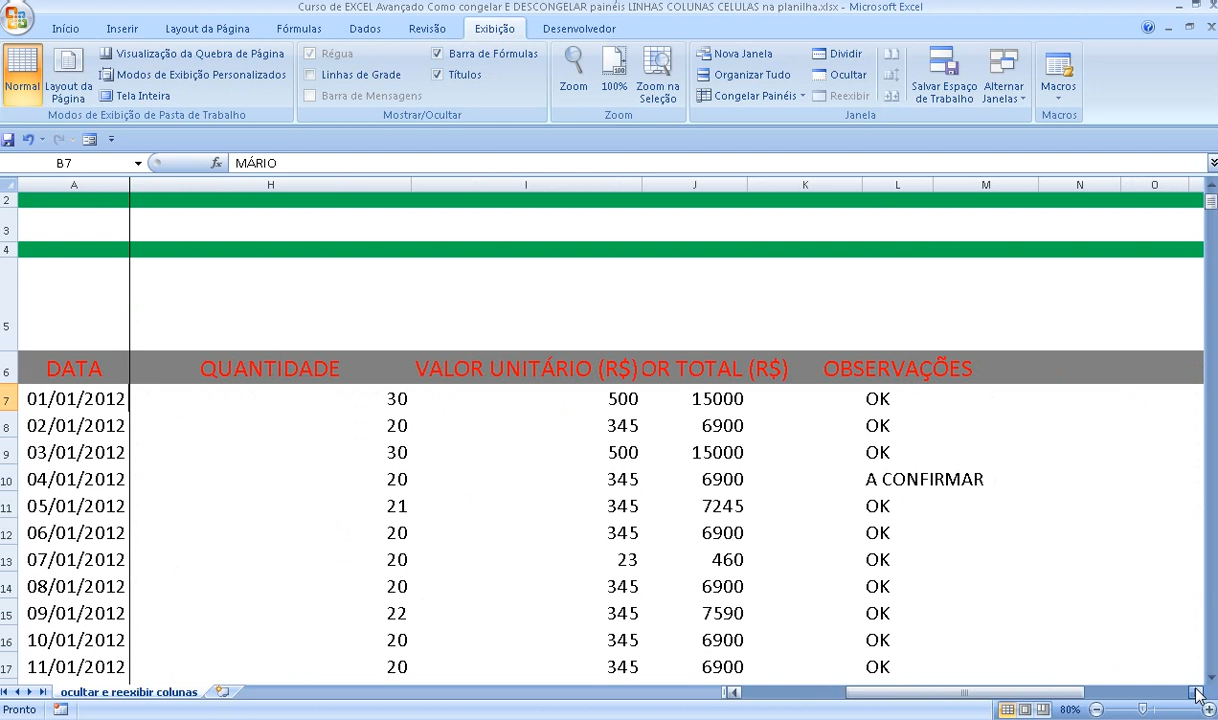 Curso de EXCEL Avançado Como congelar E DESCONGELAR painéis LINHAS COLUNAS CELULAS na planilha.xlsx - Microsoft Excel
Início Inserir Layout da Página Fórmulas Dados Revisão Exibição Desenvolvedor
Normal
Layout da Página
Visualização da Quebra de Página
Modos de Exibição Personalizados
Tela Inteira
Modos de Exibição de Pasta de Trabalho
Régua
Linhas de Grade
Barra de Mensagens
Barra de Fórmulas
Títulos
Mostrar/Ocultar
Zoom
100%
Zoom na Seleção
Zoom
Nova Janela
Organizar Tudo
Congelar Painéis
Dividir
Ocultar
Reexibir
Salvar Espaço de Trabalho
Alternar Janelas
Janela
Macros
Macros
B7 fx MÁRIO
A H I J K L M N O
2
3
4
5
6 DATA QUANTIDADE VALOR UNITÁRIO (R$) OR TOTAL (R$) OBSERVAÇÕES
7 01/01/2012 30 500 15000 OK
8 02/01/2012 20 345 6900 OK
9 03/01/2012 30 500 15000 OK
10 04/01/2012 20 345 6900 A CONFIRMAR
11 05/01/2012 21 345 7245 OK
12 06/01/2012 20 345 6900 OK
13 07/01/2012 20 23 460 OK
14 08/01/2012 20 345 6900 OK
15 09/01/2012 22 345 7590 OK
16 10/01/2012 20 345 6900 OK
17 11/01/2012 20 345 6900 OK
ocultar e reexibir colunas
Pronto 80%